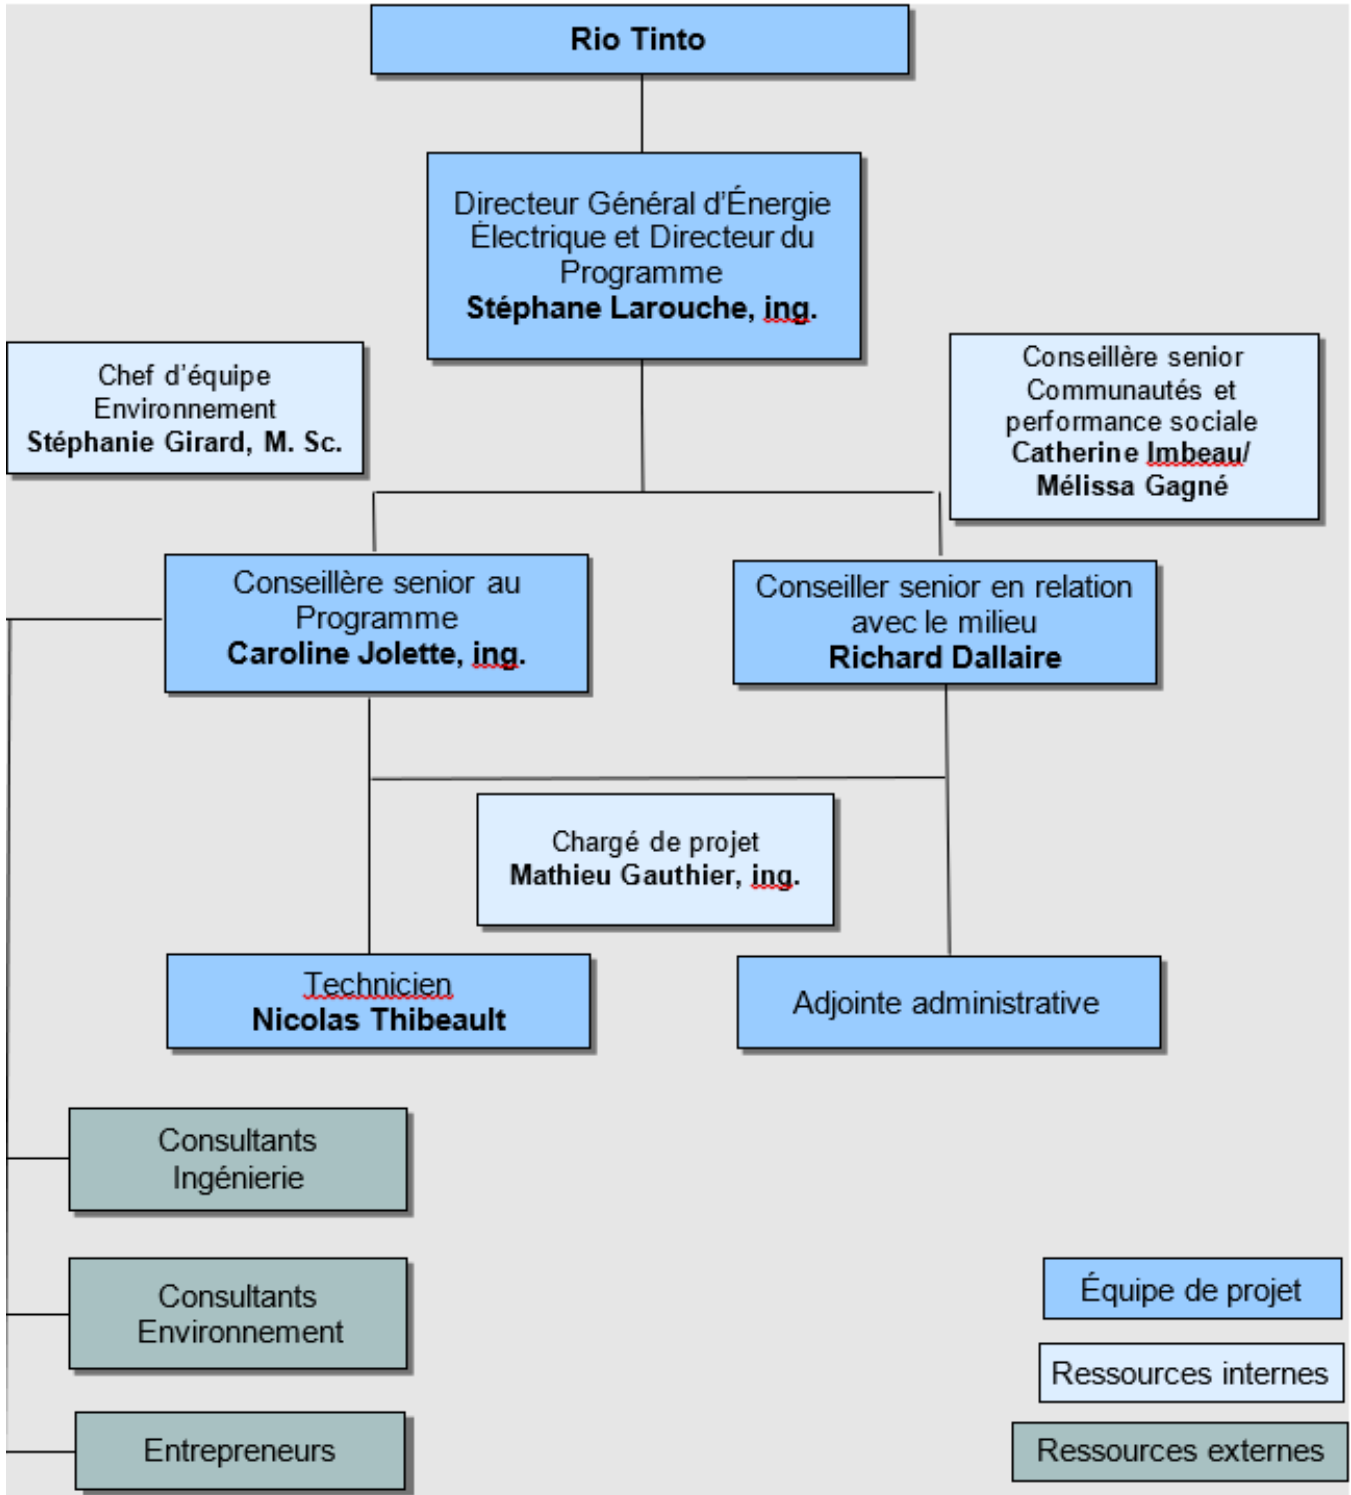 Rio Tinto
Directeur Général d'Énergie
Électrique et Directeur du
Programme
Stéphane Larouche, ing.
Chef d'équipe
Environnement
Stéphanie Girard, M. Sc.
Conseillère senior
Communautés et
performance sociale
Catherine Imbeau/
Mélissa Gagné
Conseillère senior au
Programme
Caroline Jolette, ing.
Conseiller senior en relation
avec le milieu
Richard Dallaire
Chargé de projet
Mathieu Gauthier, ing.
Technicien
Nicolas Thibeault
Adjointe administrative
Consultants
Ingénierie
Consultants
Environnement
Entrepreneurs
Équipe de projet
Ressources internes
Ressources externes